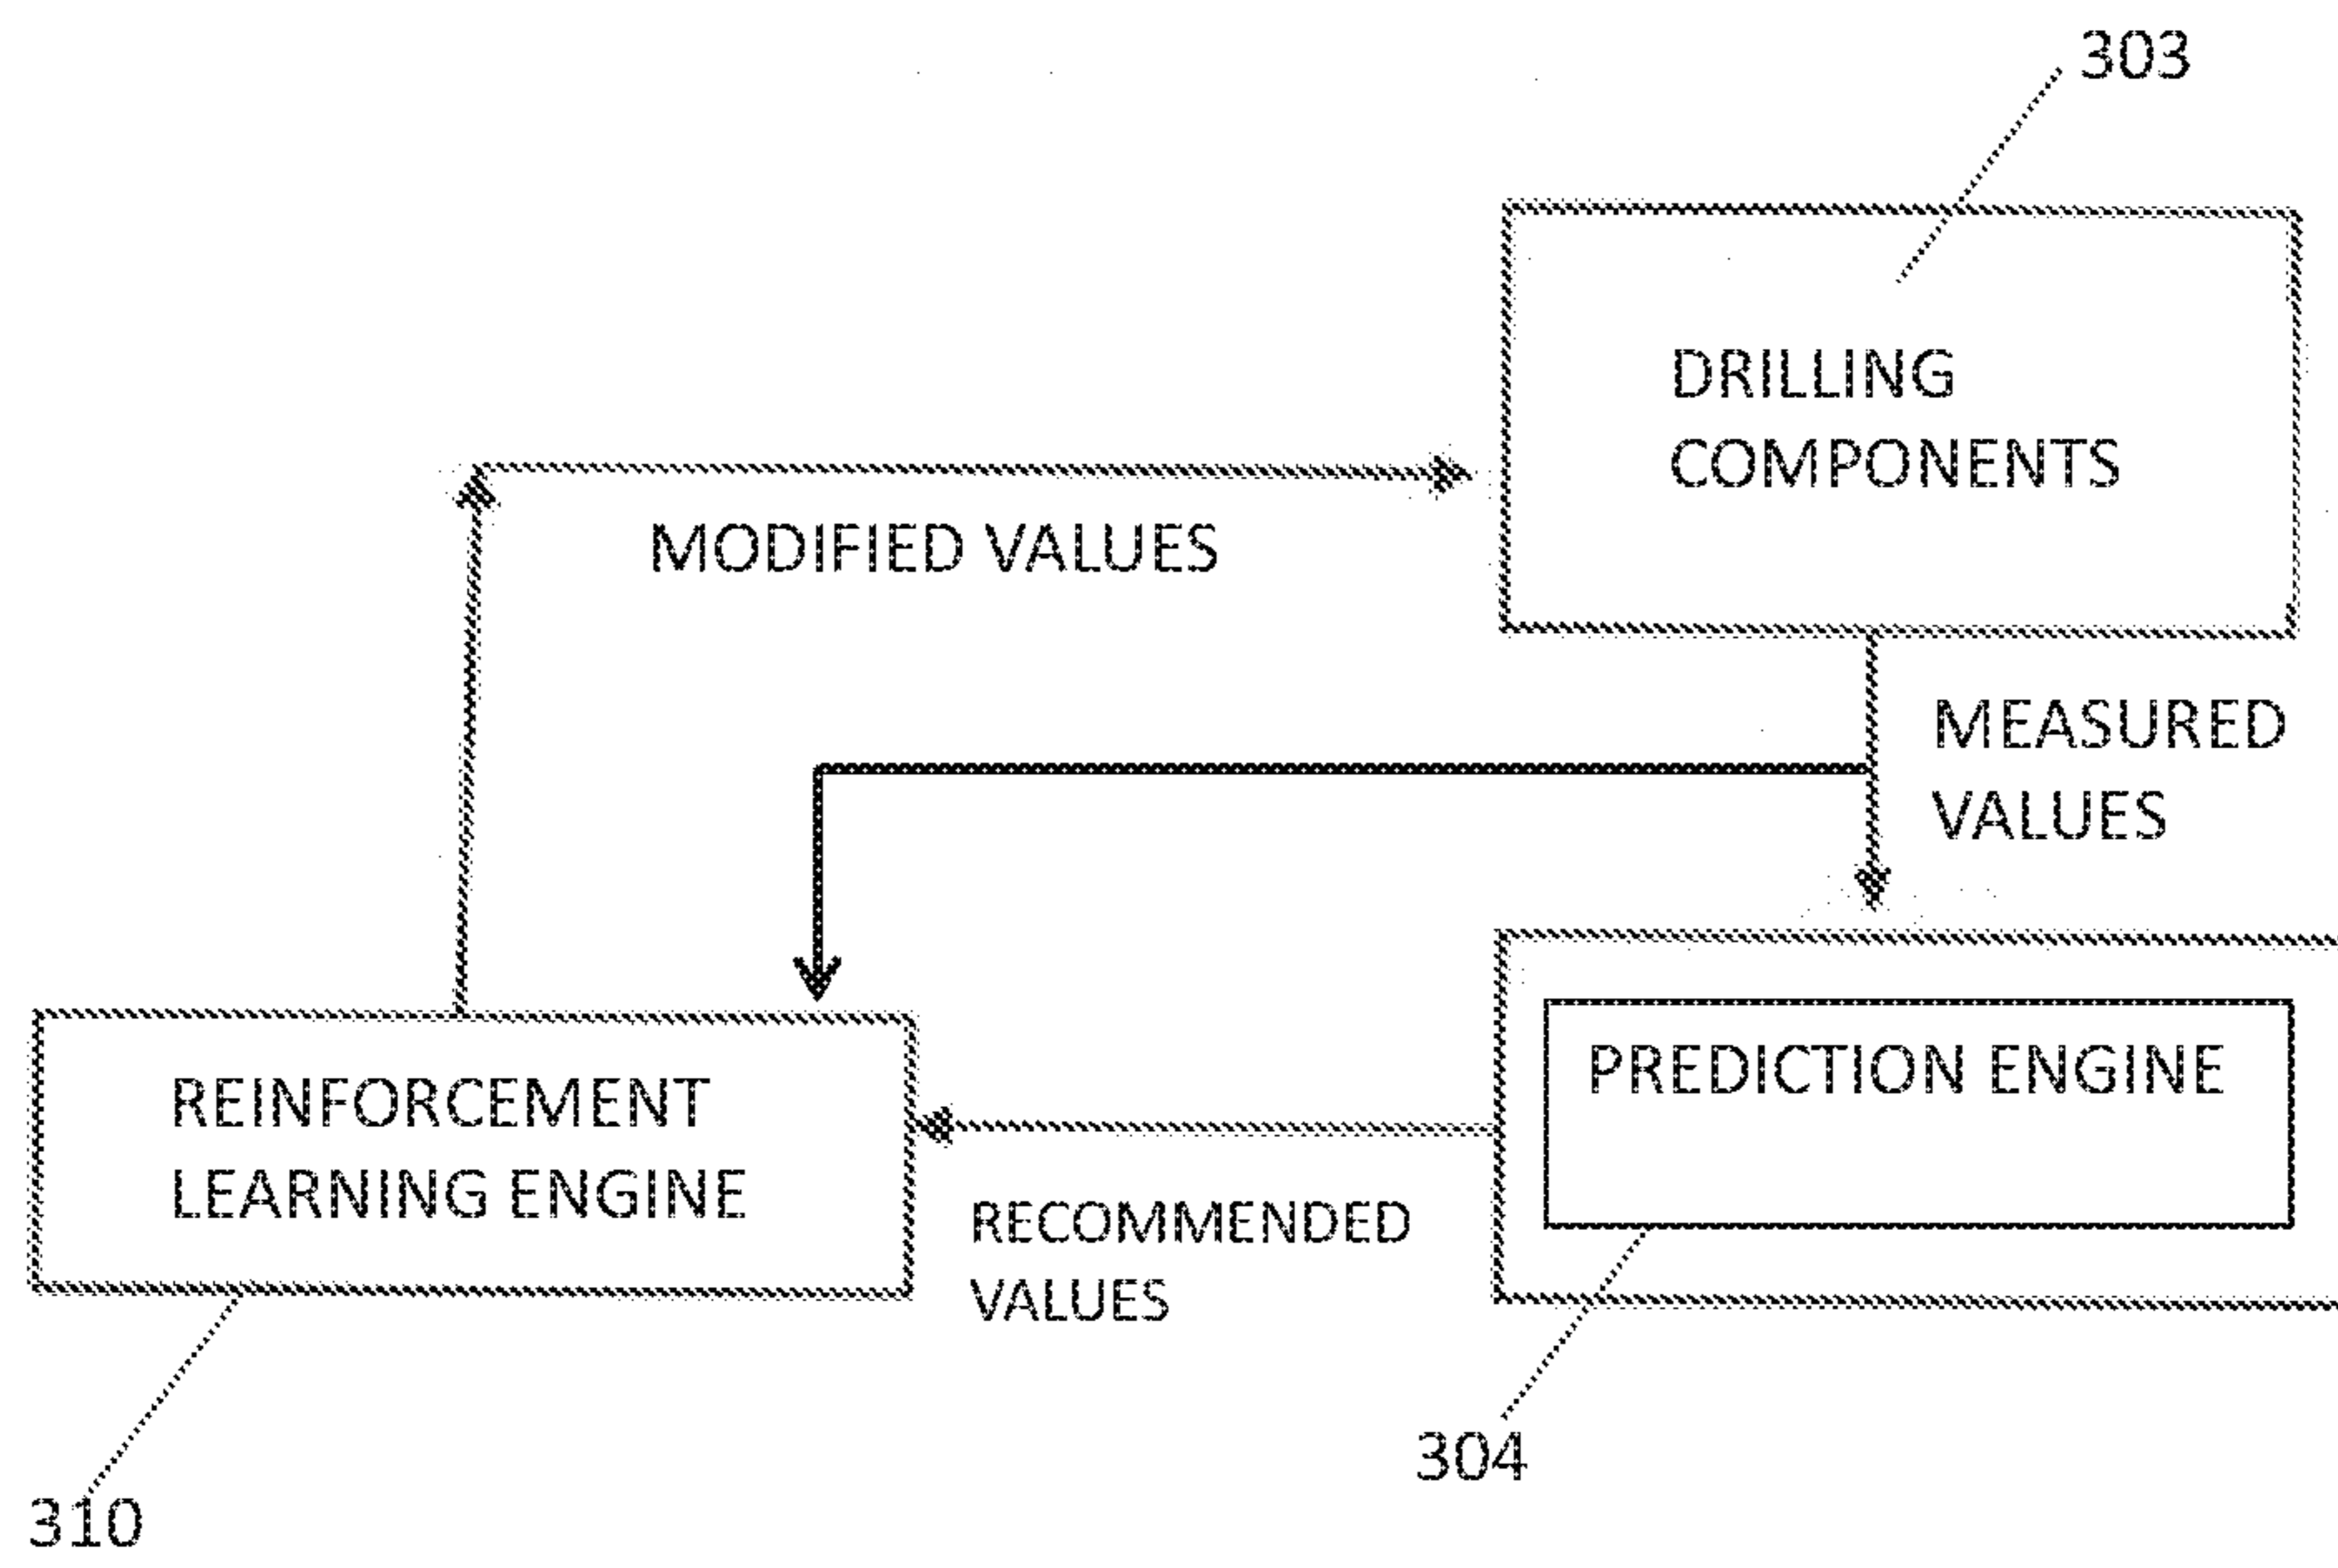 303
DRILLING
COMPONENTS
MODIFIED VALUES
MEASURED
VALUES
PREDICTION ENGINE
REINFORCEMENT
LEARNING ENGINE
RECOMMENDED
VALUES
304
310